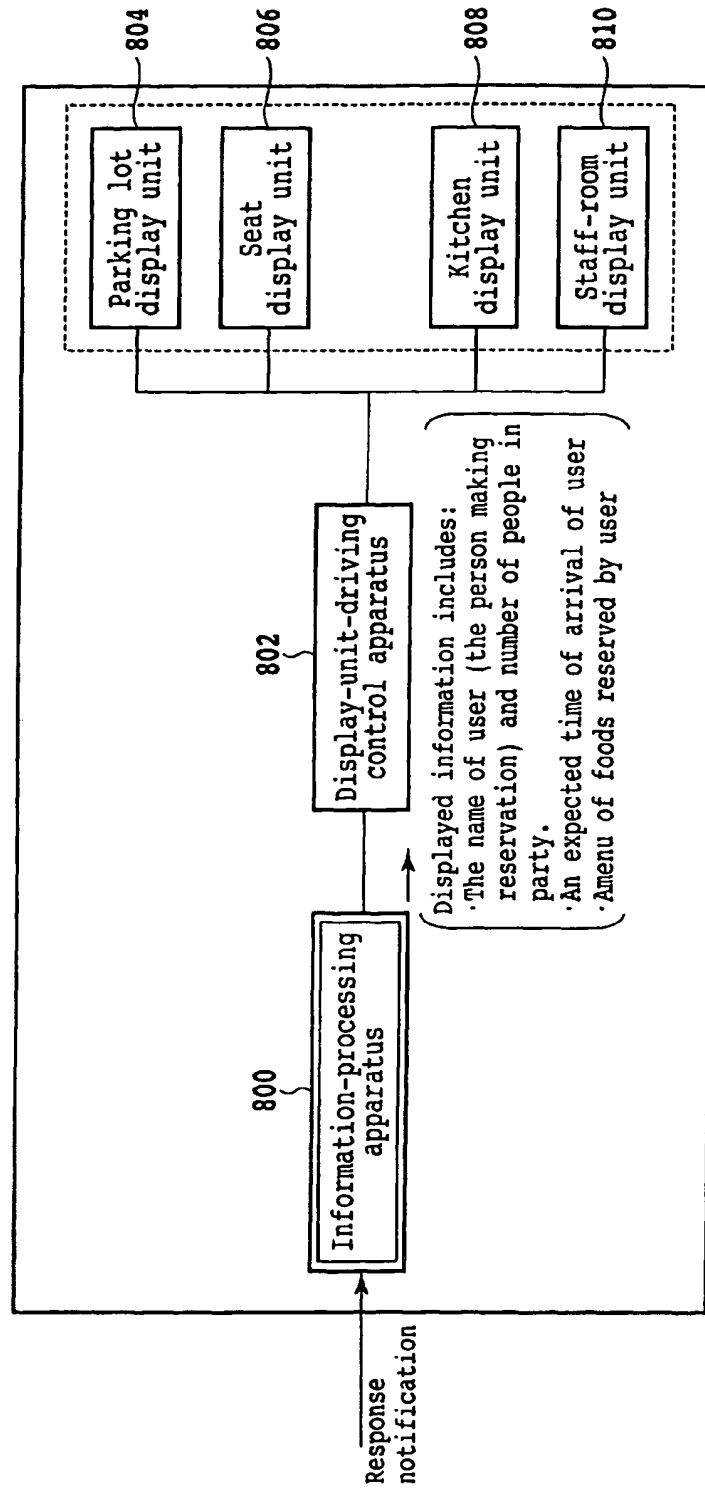 Response
notification
800
Information-processing
apparatus
802
Display-unit-driving
control apparatus
Displayed information includes:
·The name of user (the person making
reservation) and number of people in
party.
·An expected time of arrival of user
·Amenu of foods reserved by user
Parking lot
display unit
804
Seat
display unit
806
Kitchen
display unit
808
Staff-room
display unit
810